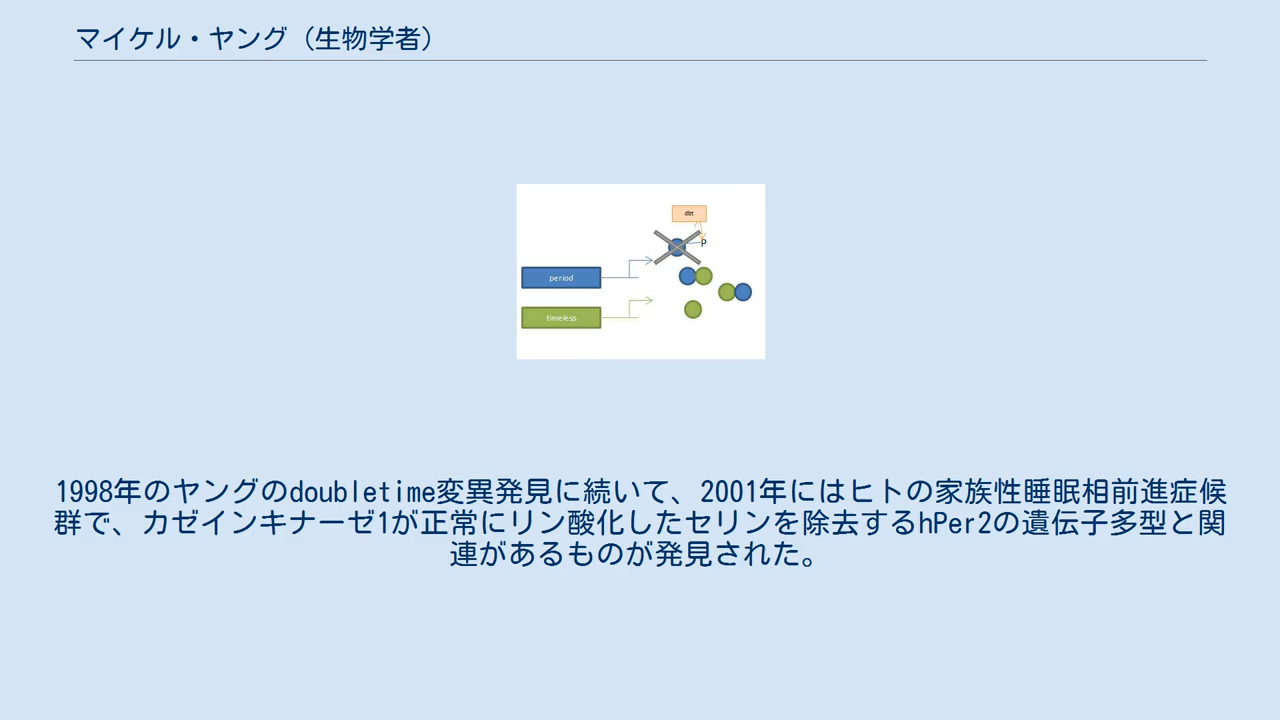 マイケル・ヤング（生物学者）
dbt
P
period
timeless
1998年のヤングのdoubletime変異発見に続いて、2001年にはヒトの家族性睡眠相前進症候
群で、カゼインキナーゼ1が正常にリン酸化したセリンを除去するhPer2の遺伝子多型と関
連があるものが発見された。